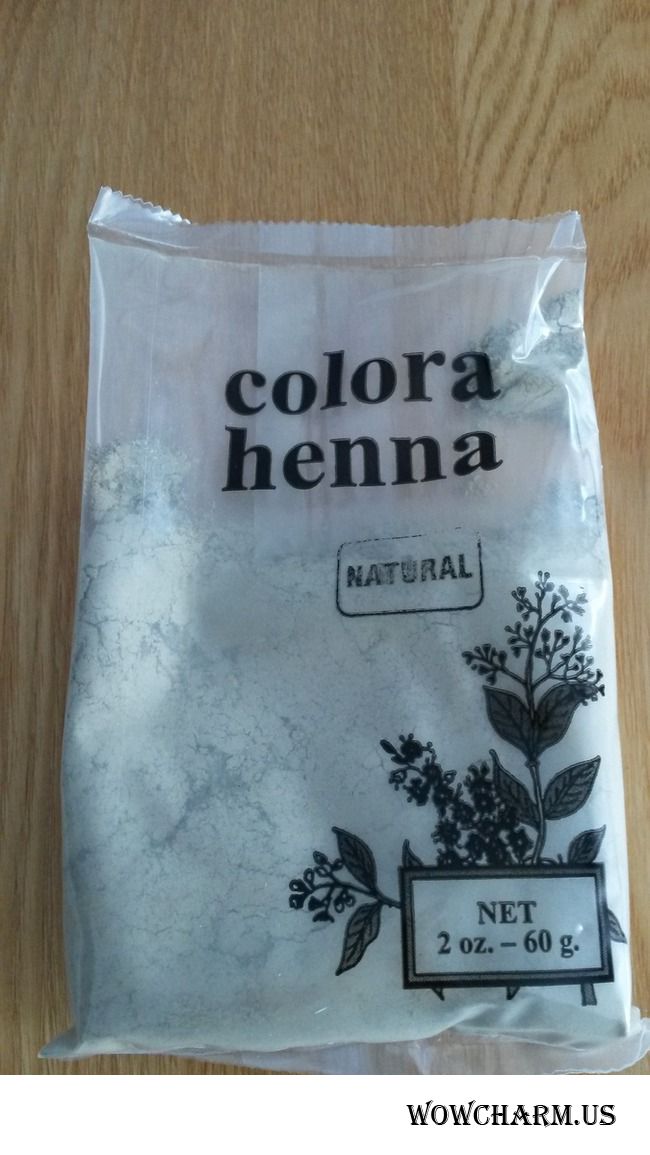 colora
henna
NATURAL
NET
2 oz. – 60 g.
WOWCHARM.US